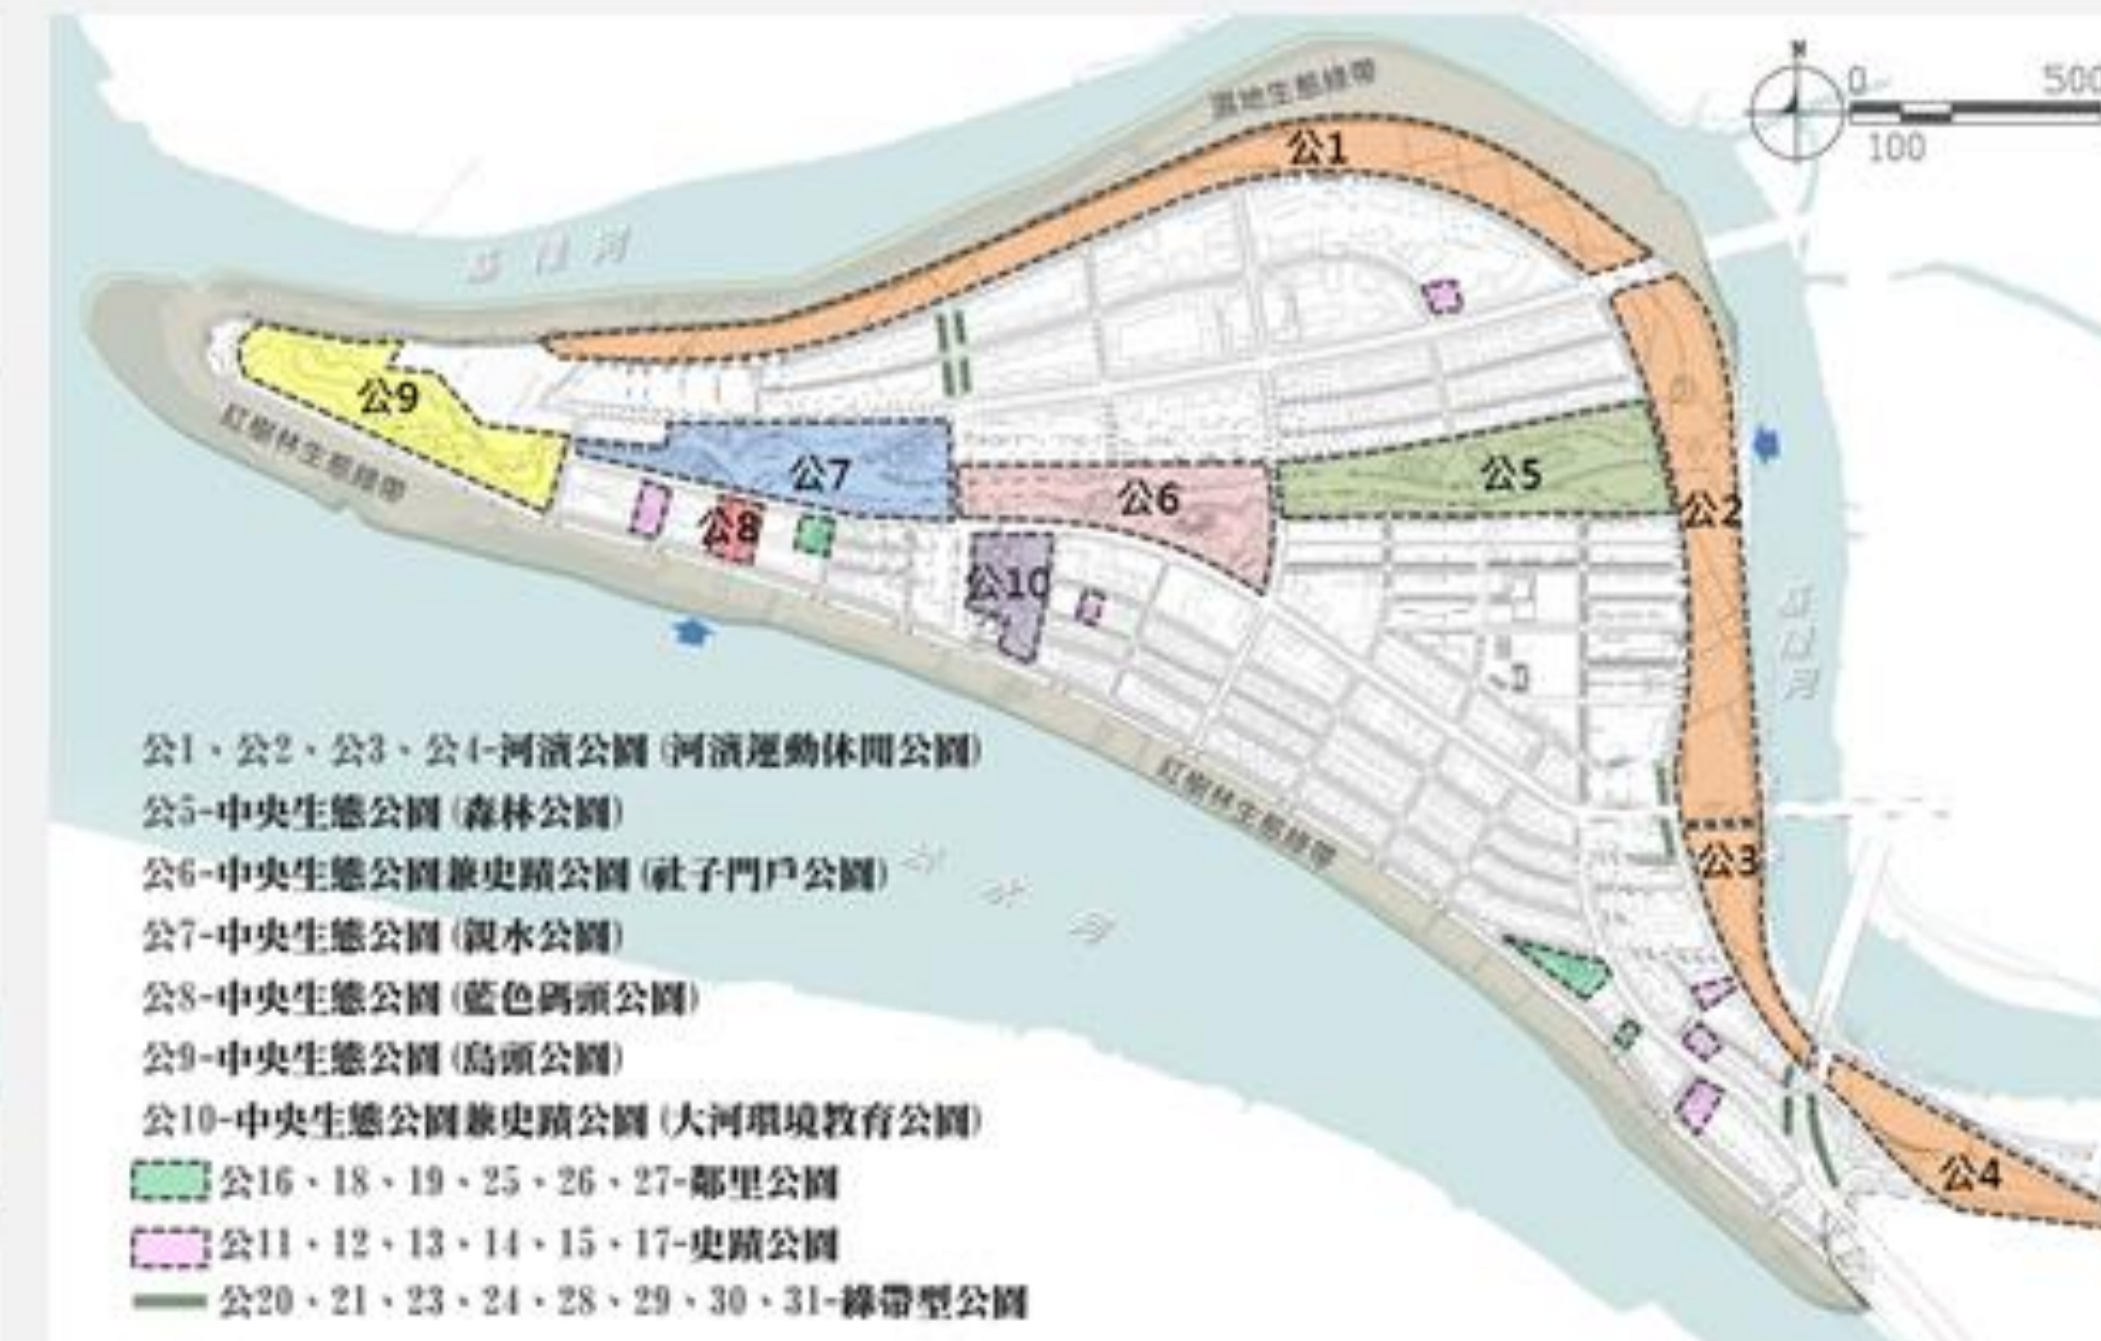 濕地生態綠帶
N
0
500
100
公1
基隆河
公9
紅樹林生態綠帶
公7
公6
公5
公2
公8
公10
基隆河
紅樹林生態綠帶
公3
公4
公1、公2、公3、公4-河濱公園(河濱運動休閒公園)
公5-中央生態公園(森林公園)
公6-中央生態公園兼史蹟公園(社子門戶公園)
公7-中央生態公園(親水公園)
公8-中央生態公園(藍色碼頭公園)
公9-中央生態公園(島頭公園)
公10-中央生態公園兼史蹟公園(大河環境教育公園)
公16、18、19、25、26、27-鄰里公園
公11、12、13、14、15、17-史蹟公園
公20、21、23、24、28、29、30、31-綠帶型公園